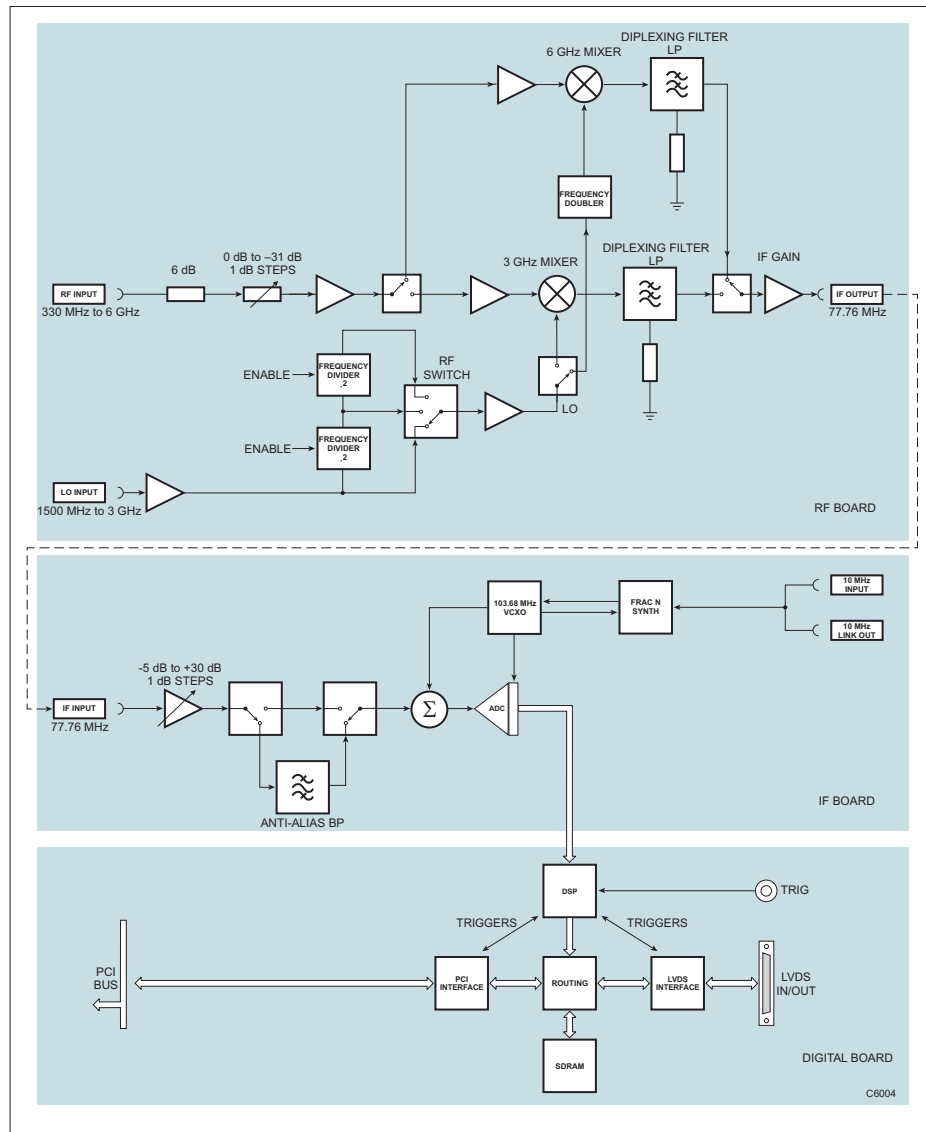 DIPLEXING FILTER
LP
6 GHz MIXER
FREQUENCY
DOUBLER
0 dB to –31 dB
1 dB STEPS
6 dB
3 GHz MIXER
DIPLEXING FILTER
LP
IF GAIN
RF INPUT
330 MHz to 6 GHz
IF OUTPUT
77.76 MHz
ENABLE
FREQUENCY
DIVIDER
,2
RF
SWITCH
LO
ENABLE
FREQUENCY
DIVIDER
,2
LO INPUT
1500 MHz to 3 GHz
RF BOARD
103.68 MHz
VCXO
FRAC N
SYNTH
10 MHz
INPUT
10 MHz
LINK OUT
-5 dB to +30 dB
1 dB STEPS
IF INPUT
77.76 MHz
Σ
ADC
ANTI-ALIAS BP
IF BOARD
DSP
TRIG
TRIGGERS
TRIGGERS
PCI
BUS
PCI
INTERFACE
ROUTING
LVDS
INTERFACE
LVDS
IN/OUT
SDRAM
DIGITAL BOARD
C6004